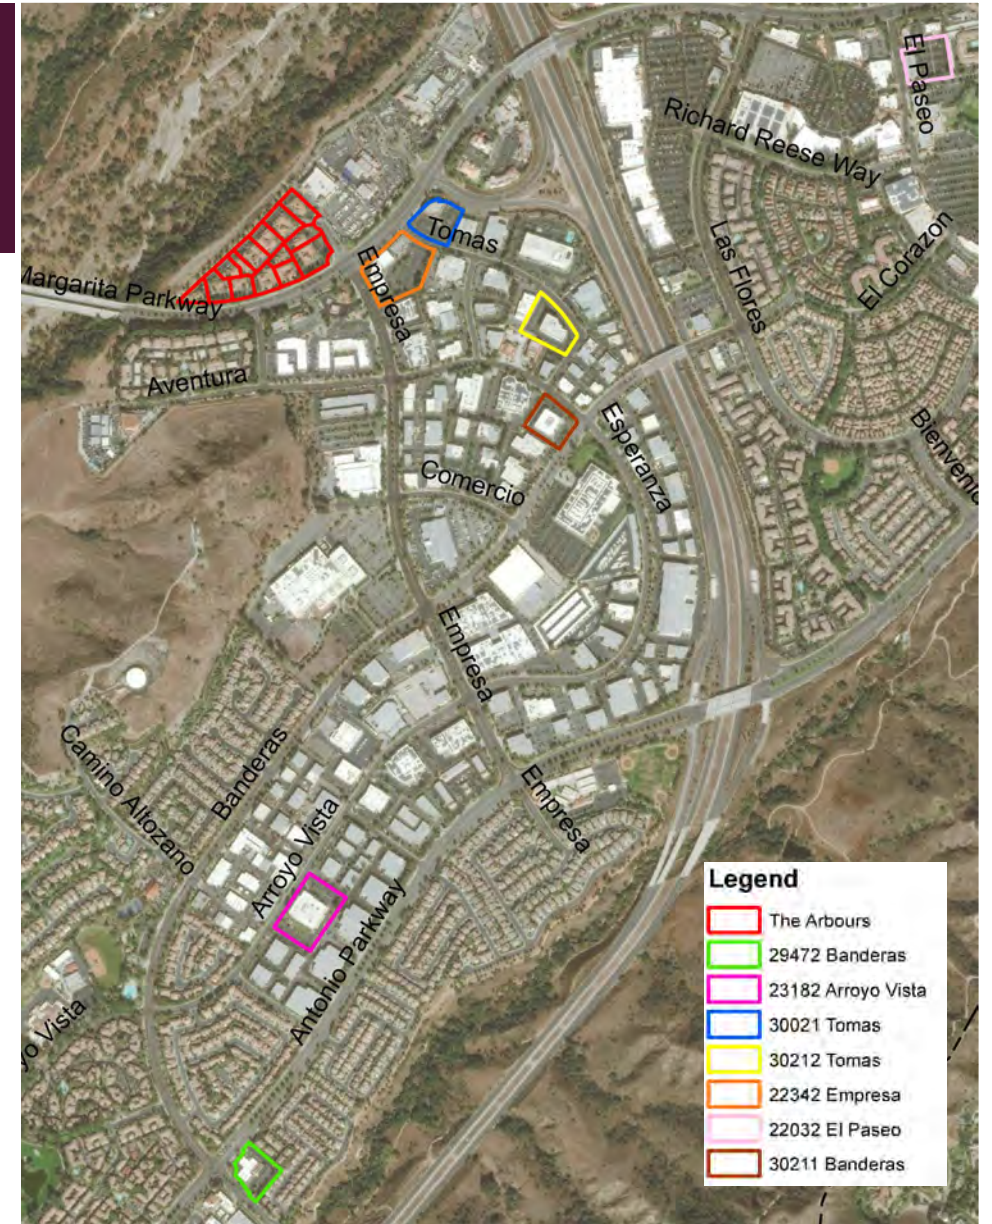 El Paseo
Richard Reese Way
Tomas
Las Flores
El Corazon
Empresa
Margarita Parkway
Aventura
Esperanza
Bienvenid
Comercio
Empresa
Camino Altozano
Banderas
Empresa
Arroyo Vista
Antonio Parkway
yo Vista
Legend
The Arbours
29472 Banderas
23182 Arroyo Vista
30021 Tomas
30212 Tomas
22342 Empresa
22032 El Paseo
30211 Banderas